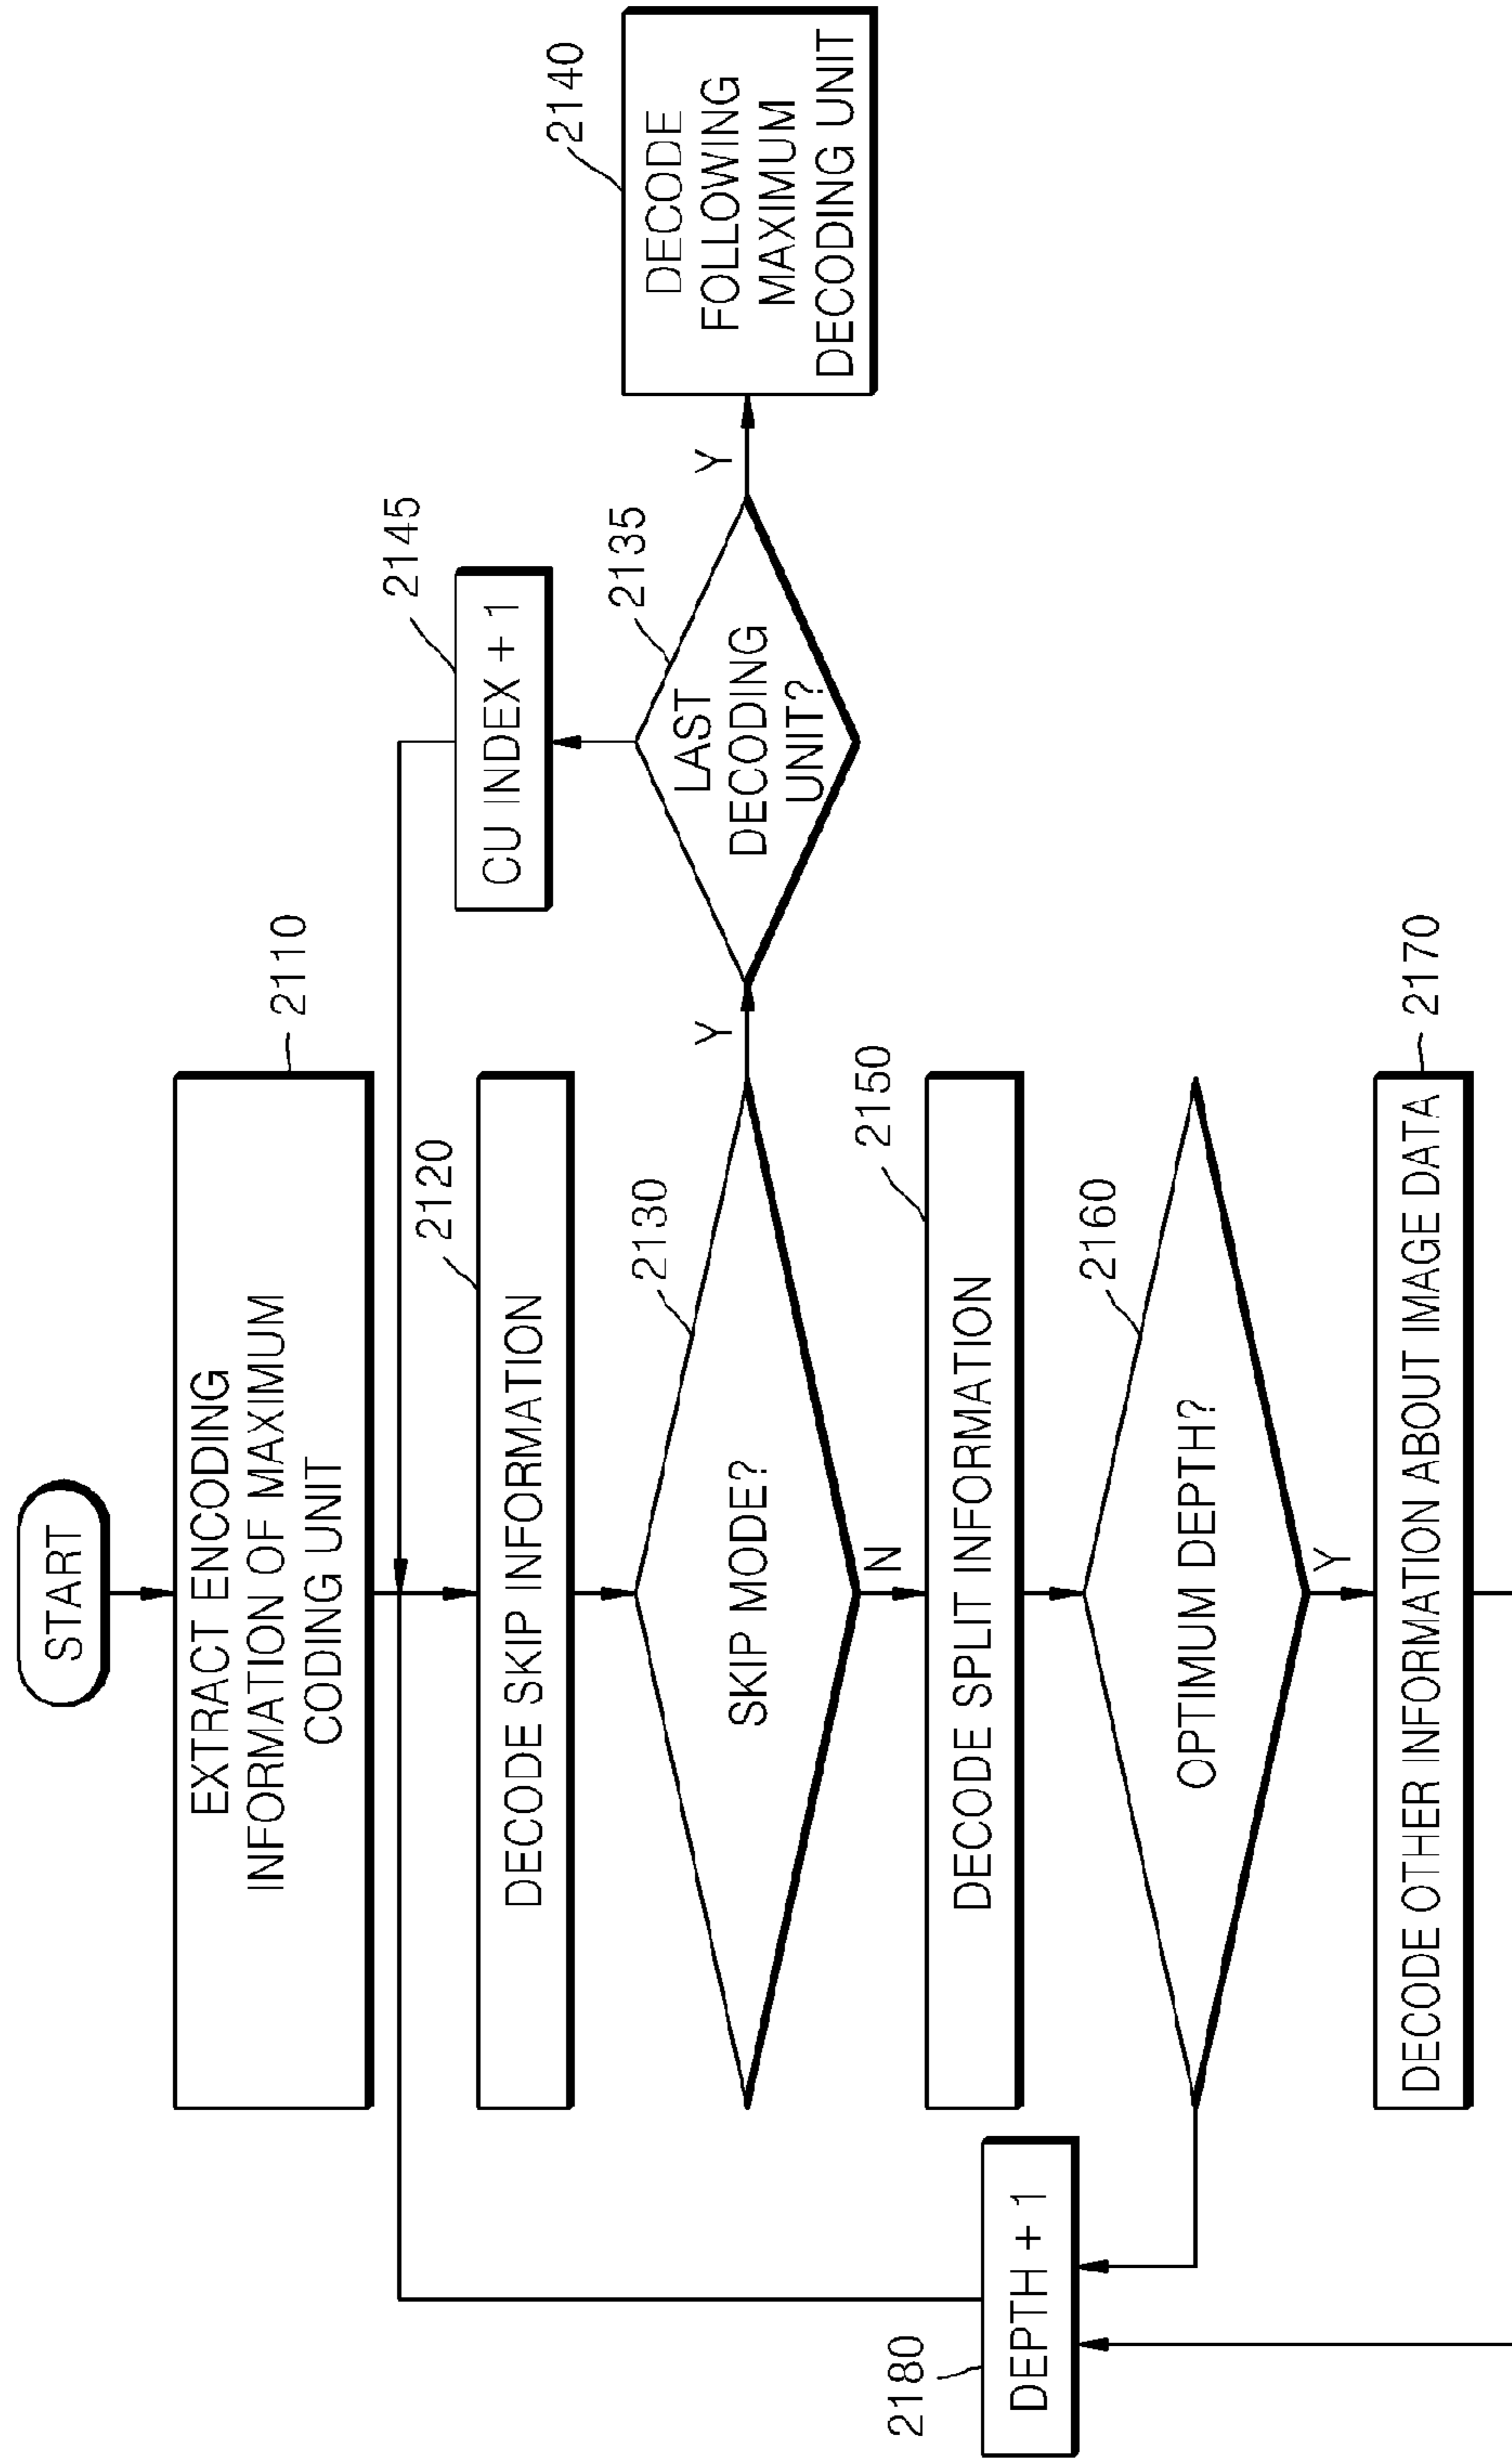 START
2110
EXTRACT ENCODING
INFORMATION OF MAXIMUM
CODING UNIT
2120
DECODE SKIP INFORMATION
2145
CU INDEX + 1
2130
SKIP MODE?
Y
2135
LAST
DECODING
UNIT?
Y
2140
DECODE
FOLLOWING
MAXIMUM
DECODING UNIT
N
2150
DECODE SPLIT INFORMATION
2180
DEPTH + 1
2160
OPTIMUM DEPTH?
Y
2170
DECODE OTHER INFORMATION ABOUT IMAGE DATA